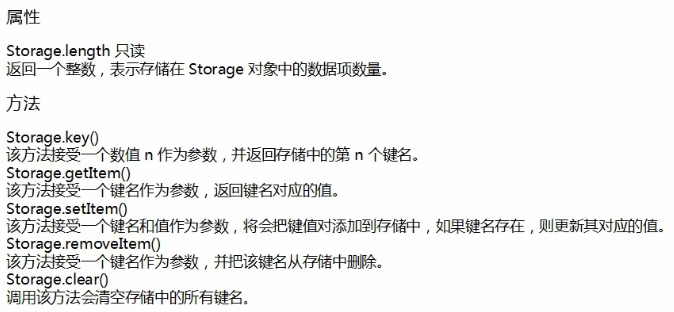 属性
Storage.length 只读
返回一个整数，表示存储在 Storage 对象中的数据项数量。
方法
Storage.key()
该方法接受一个数值 n 作为参数，并返回存储中的第 n 个键名。
Storage.getItem()
该方法接受一个键名作为参数，返回键名对应的值。
Storage.setItem()
该方法接受一个键名和值作为参数，将会把键值对添加到存储中，如果键名存在，则更新其对应的值。
Storage.removeItem()
该方法接受一个键名作为参数，并把该键名从存储中删除。
Storage.clear()
调用该方法会清空存储中的所有键名。